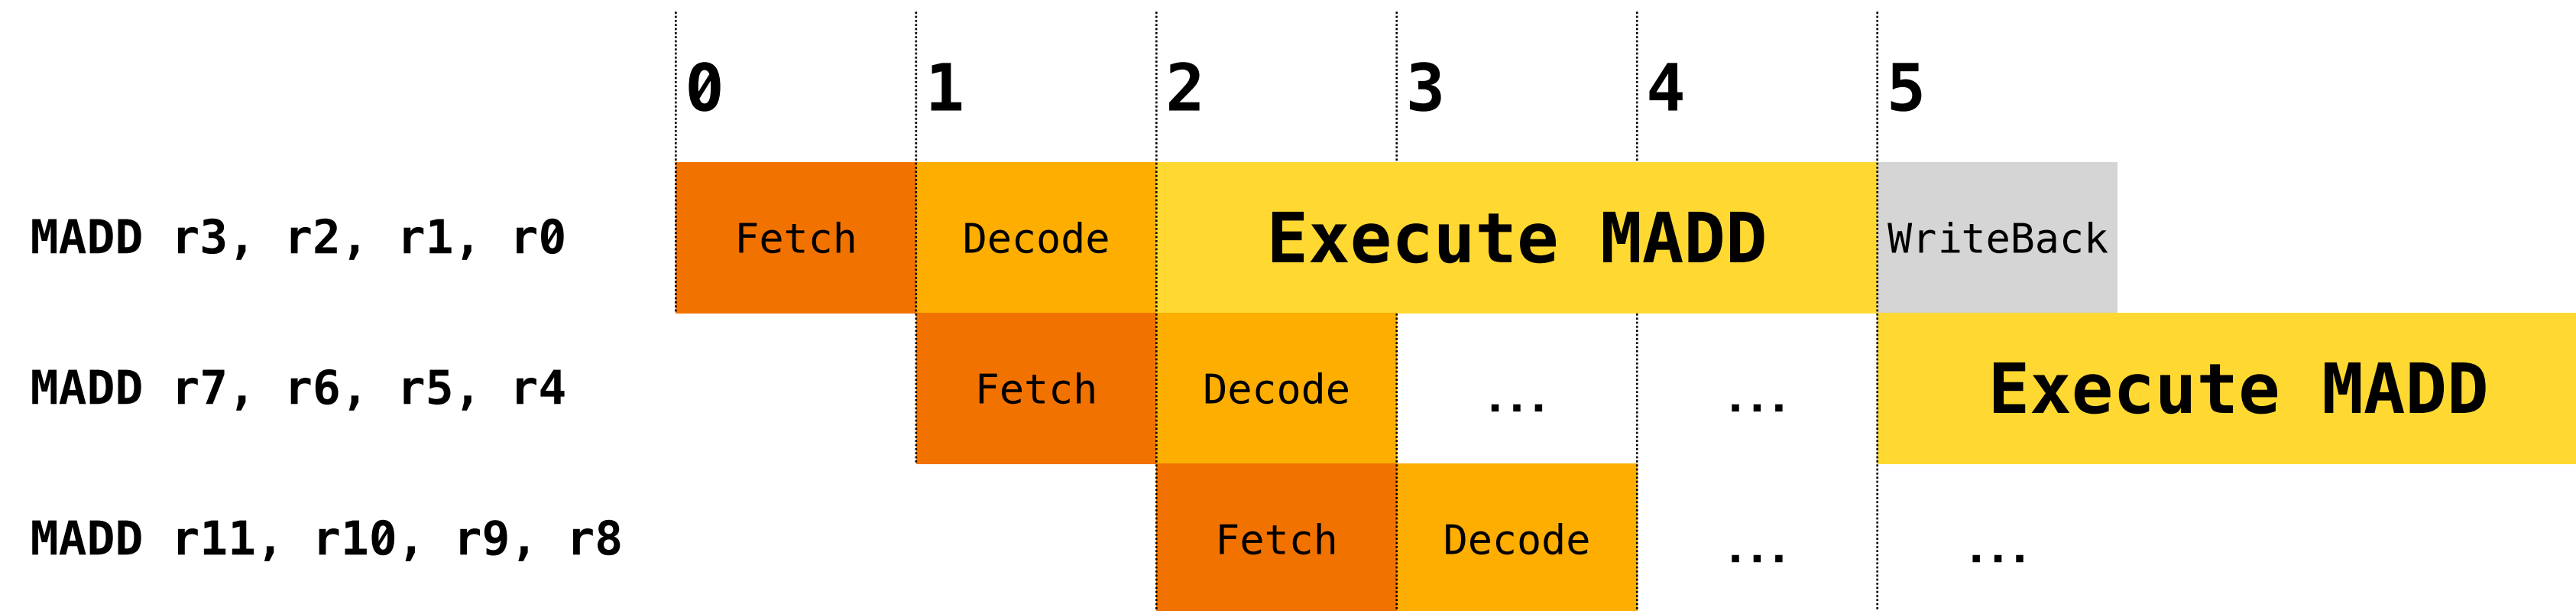 0 1 2 3 4 5
MADD r3, r2, r1, r0 Fetch Decode Execute MADD WriteBack
MADD r7, r6, r5, r4 Fetch Decode ... ... Execute MADD
MADD r11, r10, r9, r8 Fetch Decode ... ...